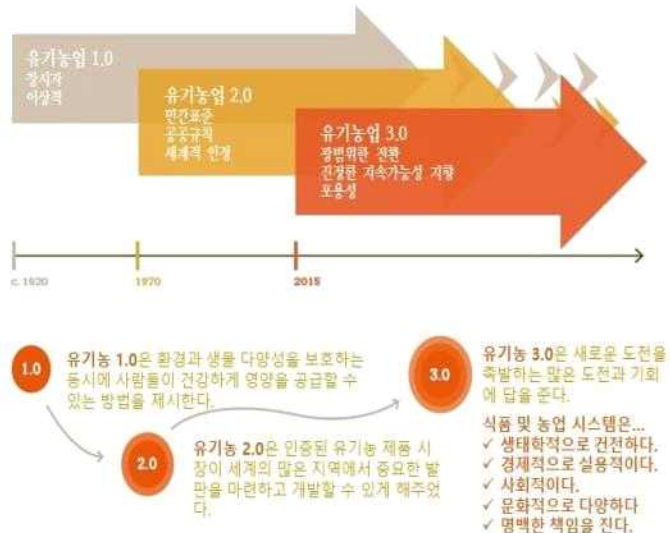 유기농업 1.0
창시자
이상적
유기농업 2.0
민간표준
공공규칙
세계적 인정
유기농업 3.0
광범위한 전환
진정한 지속가능성 지향
포용성
c. 1920
1970
2015
1.0
유기농 1.0은 환경과 생물 다양성을 보호하는
동시에 사람들이 건강하게 영양을 공급할 수
있는 방법을 제시한다.
2.0
유기농 2.0은 인증된 유기농 제품 시
장이 세계의 많은 지역에서 중요한 발
판을 마련하고 개발할 수 있게 해주었
다.
3.0
유기농 3.0은 새로운 도전을
촉발하는 많은 도전과 기회
에 답을 준다.
식품 및 농업 시스템은...
✓ 생태학적으로 건전하다.
✓ 경제적으로 실용적이다.
✓ 사회적이다.
✓ 문화적으로 다양하다
✓ 명백한 책임을 진다.